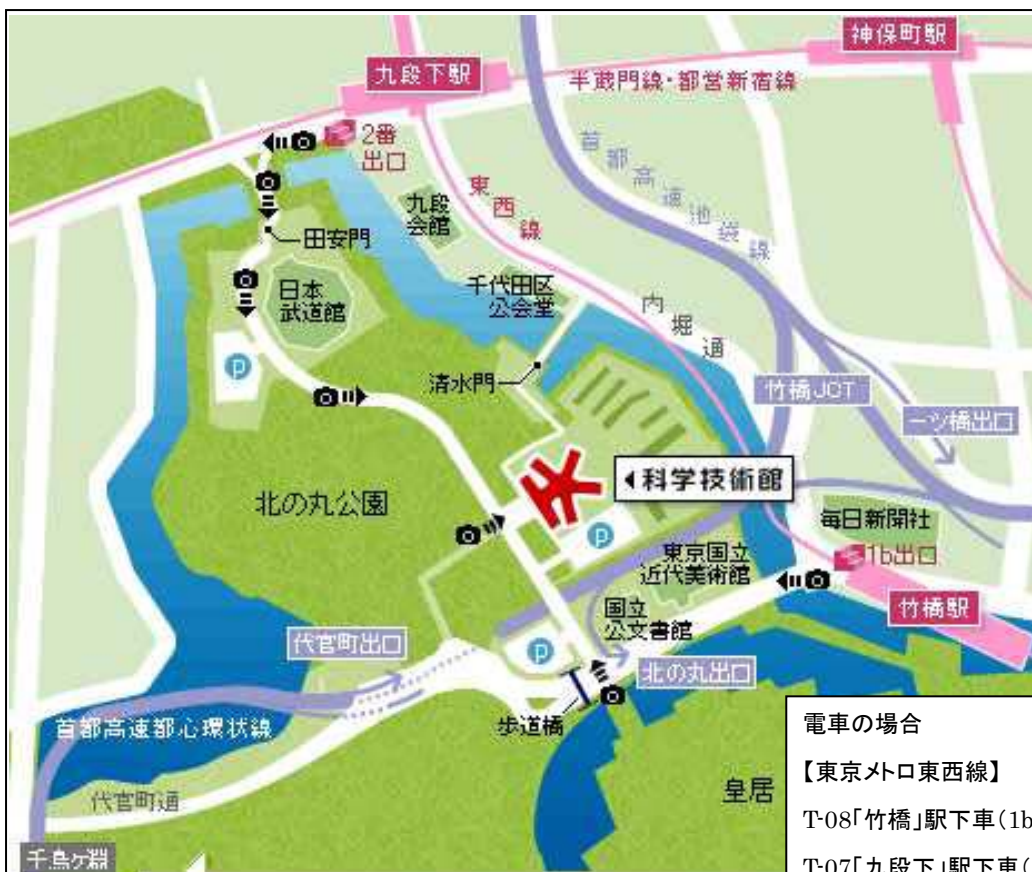 神保町駅
九段下駅
半蔵門線・都営新宿線
2番
出口
首都高速池袋線
東西線
九段
会館
田安門
日本
武道館
千代田区
公会堂
内堀通
P
清水門
竹橋JCT
一ツ橋出口
科学技術館
北の丸公園
毎日新聞社
P
東京国立
近代美術館
1b出口
国立
公文書館
竹橋駅
代官町出口
P
北の丸出口
首都高速都心環状線
歩道橋
代官町通
皇居
千鳥ヶ淵
電車の場合
【東京メトロ東西線】
T-08「竹橋」駅下車(1b
T-07「九段下」駅下車(